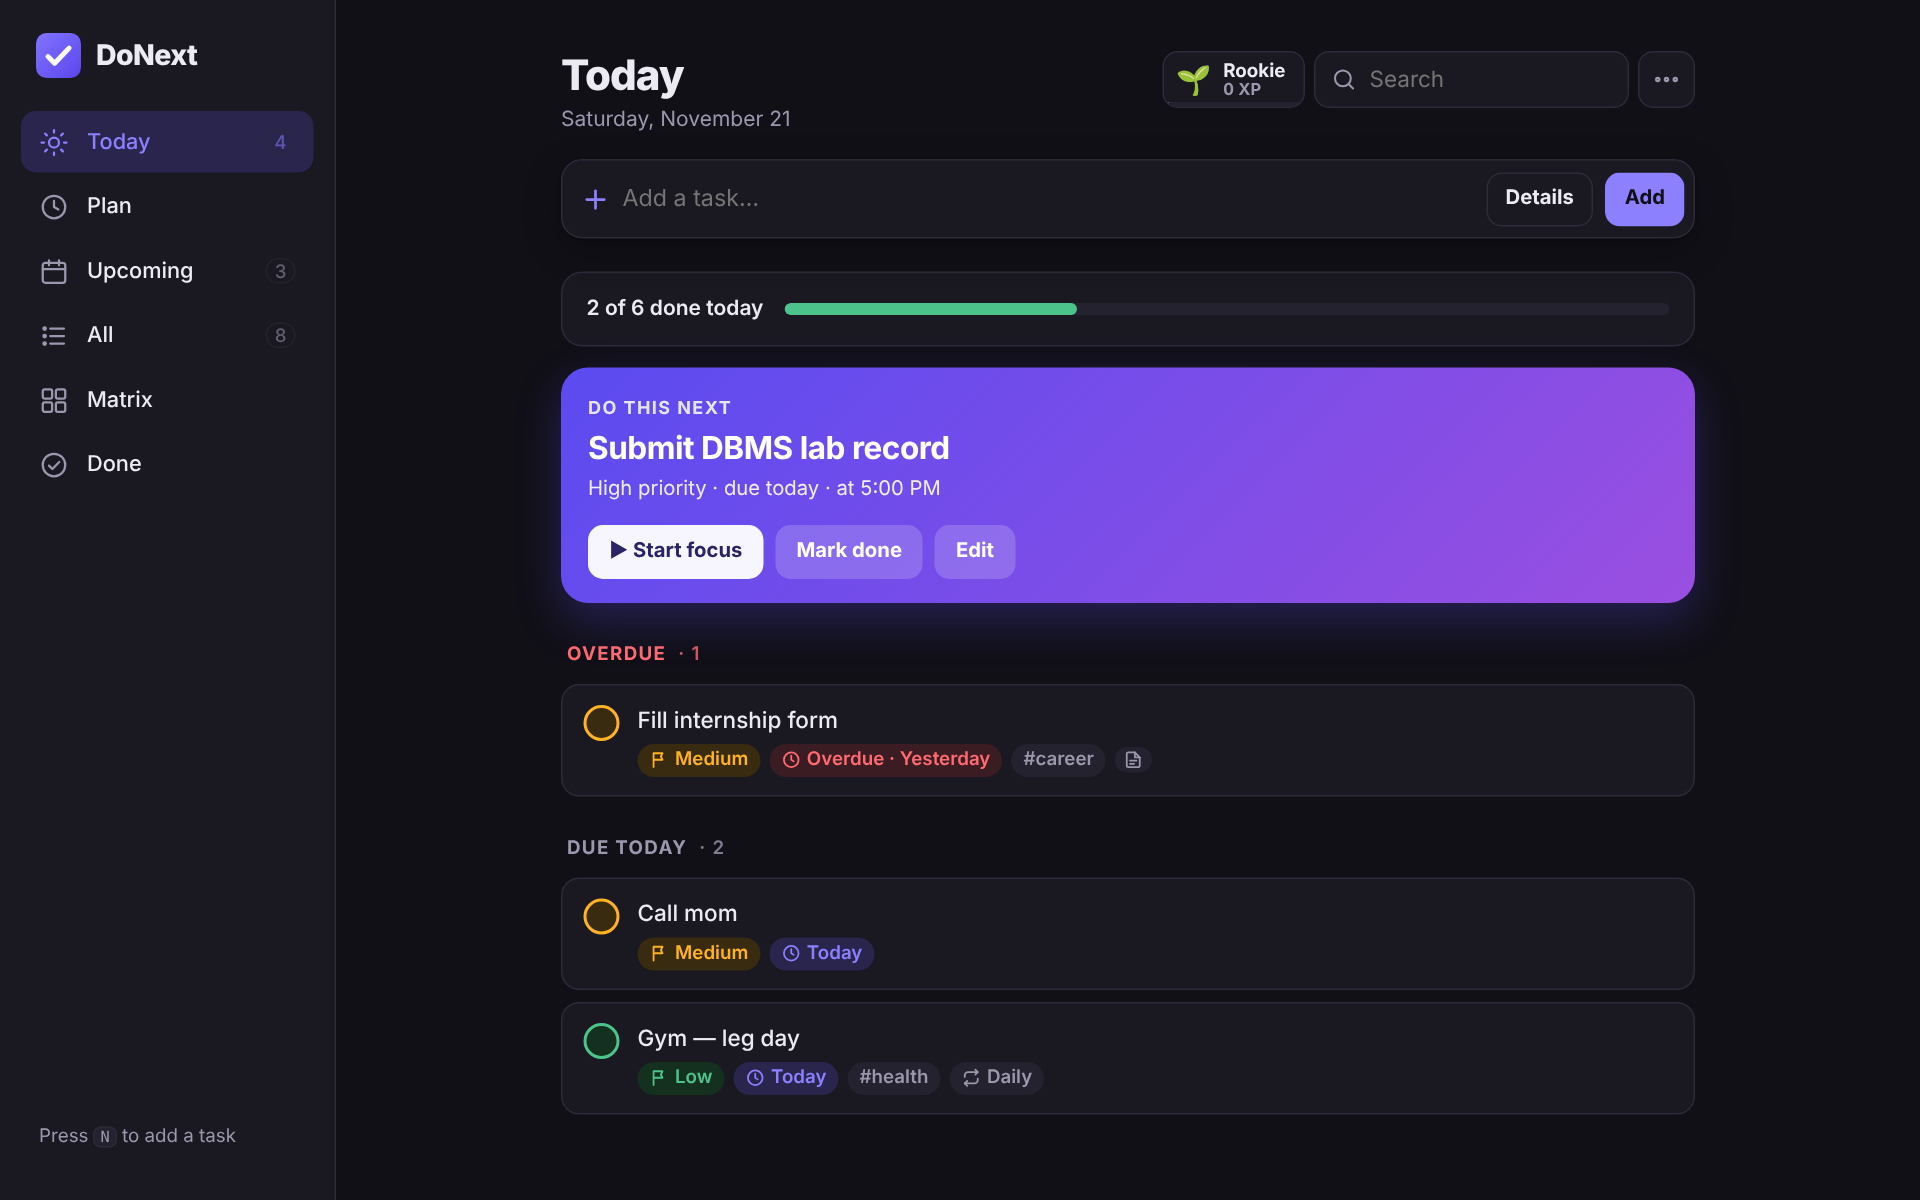 DoNext
Today 4
Plan
Upcoming 3
All 8
Matrix
Done
Press N to add a task
Today
Saturday, November 21
Rookie
0 XP
Search
Add a task...
Details
Add
2 of 6 done today
DO THIS NEXT
Submit DBMS lab record
High priority · due today · at 5:00 PM
Start focus
Mark done
Edit
OVERDUE · 1
Fill internship form
Medium
Overdue · Yesterday
#career
DUE TODAY · 2
Call mom
Medium
Today
Gym — leg day
Low
Today
#health
Daily